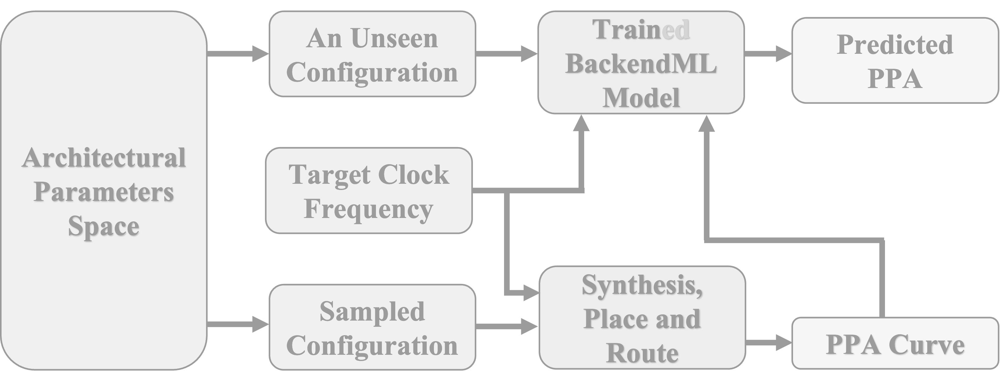 Architectural
Parameters
Space
An Unseen
Configuration
Trained
BackendML
Model
Predicted
PPA
Target Clock
Frequency
Sampled
Configuration
Synthesis,
Place and
Route
PPA Curve